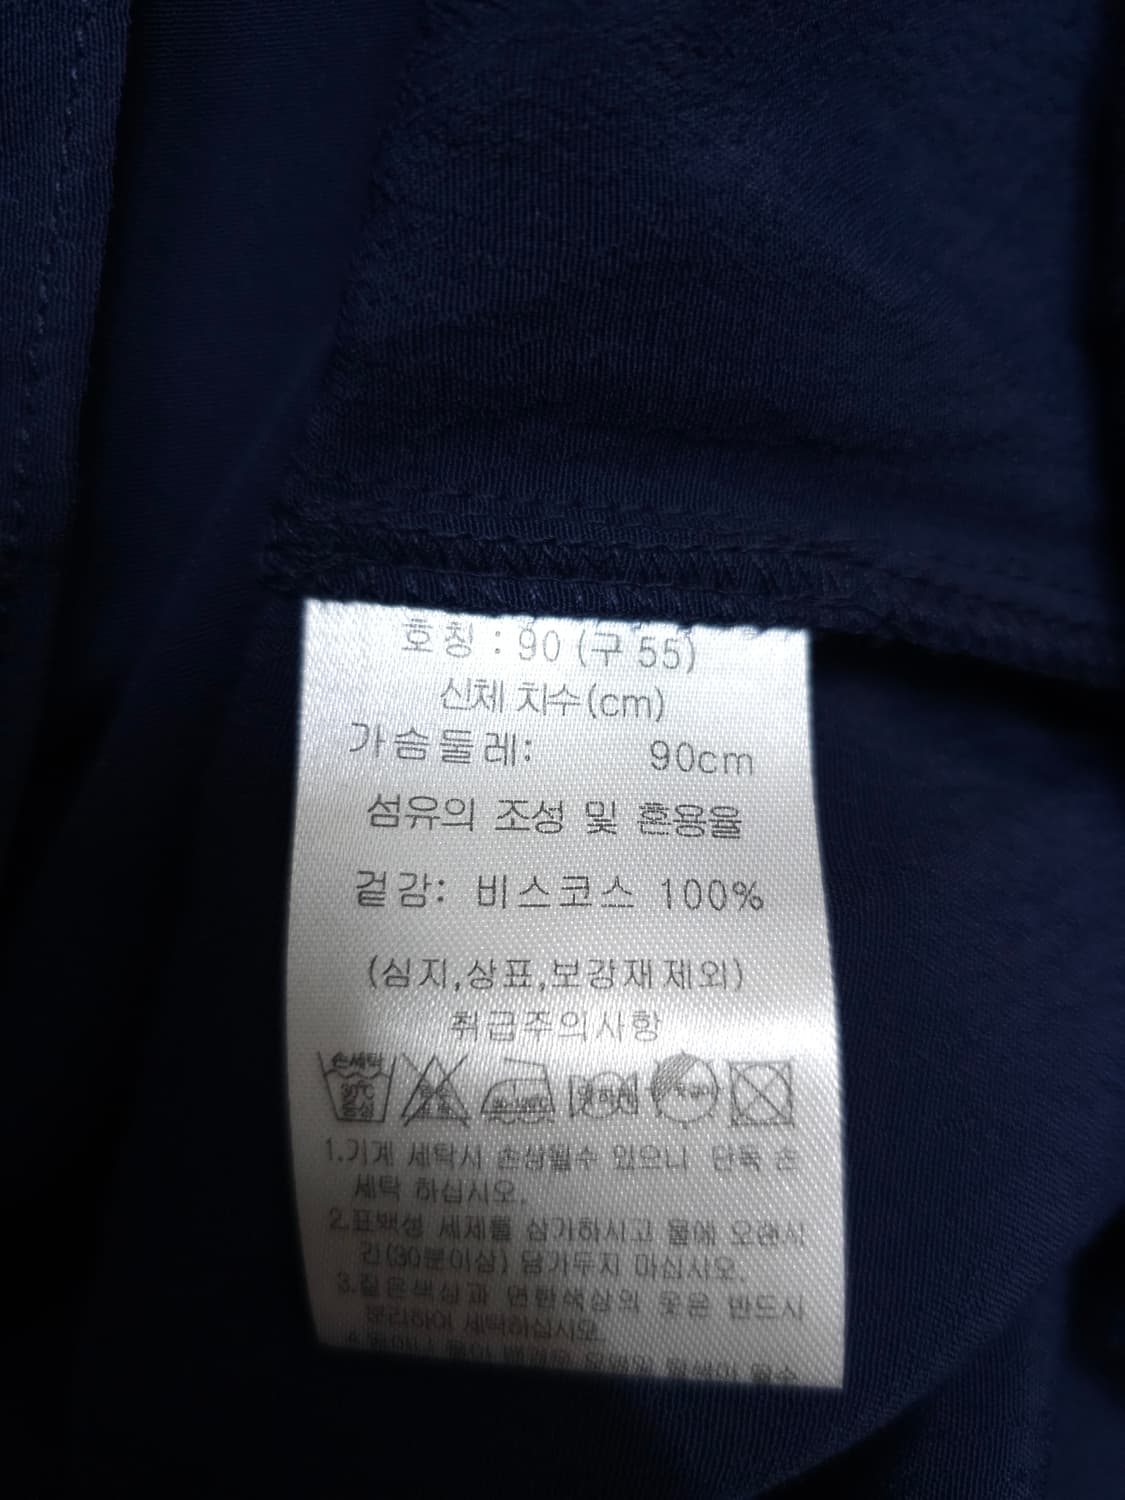 호칭 : 90 (구 55)
신체 치수(cm)
가슴둘레: 90cm
섬유의 조성 및 혼용율
겉감: 비스코스 100%
(심지,상표,보강재 제외)
취급주의사항
손세탁
30℃
중성
1.기계 세탁시 손상될수 있으니 단독 손
세탁 하십시오.
2.표백성 세제를 삼가하시고 물에 오랜시
간(30분이상) 담가두지 마십시오.
3.짙은색상과 연한색상의 옷은 반드시
분리하여 세탁하십시오.